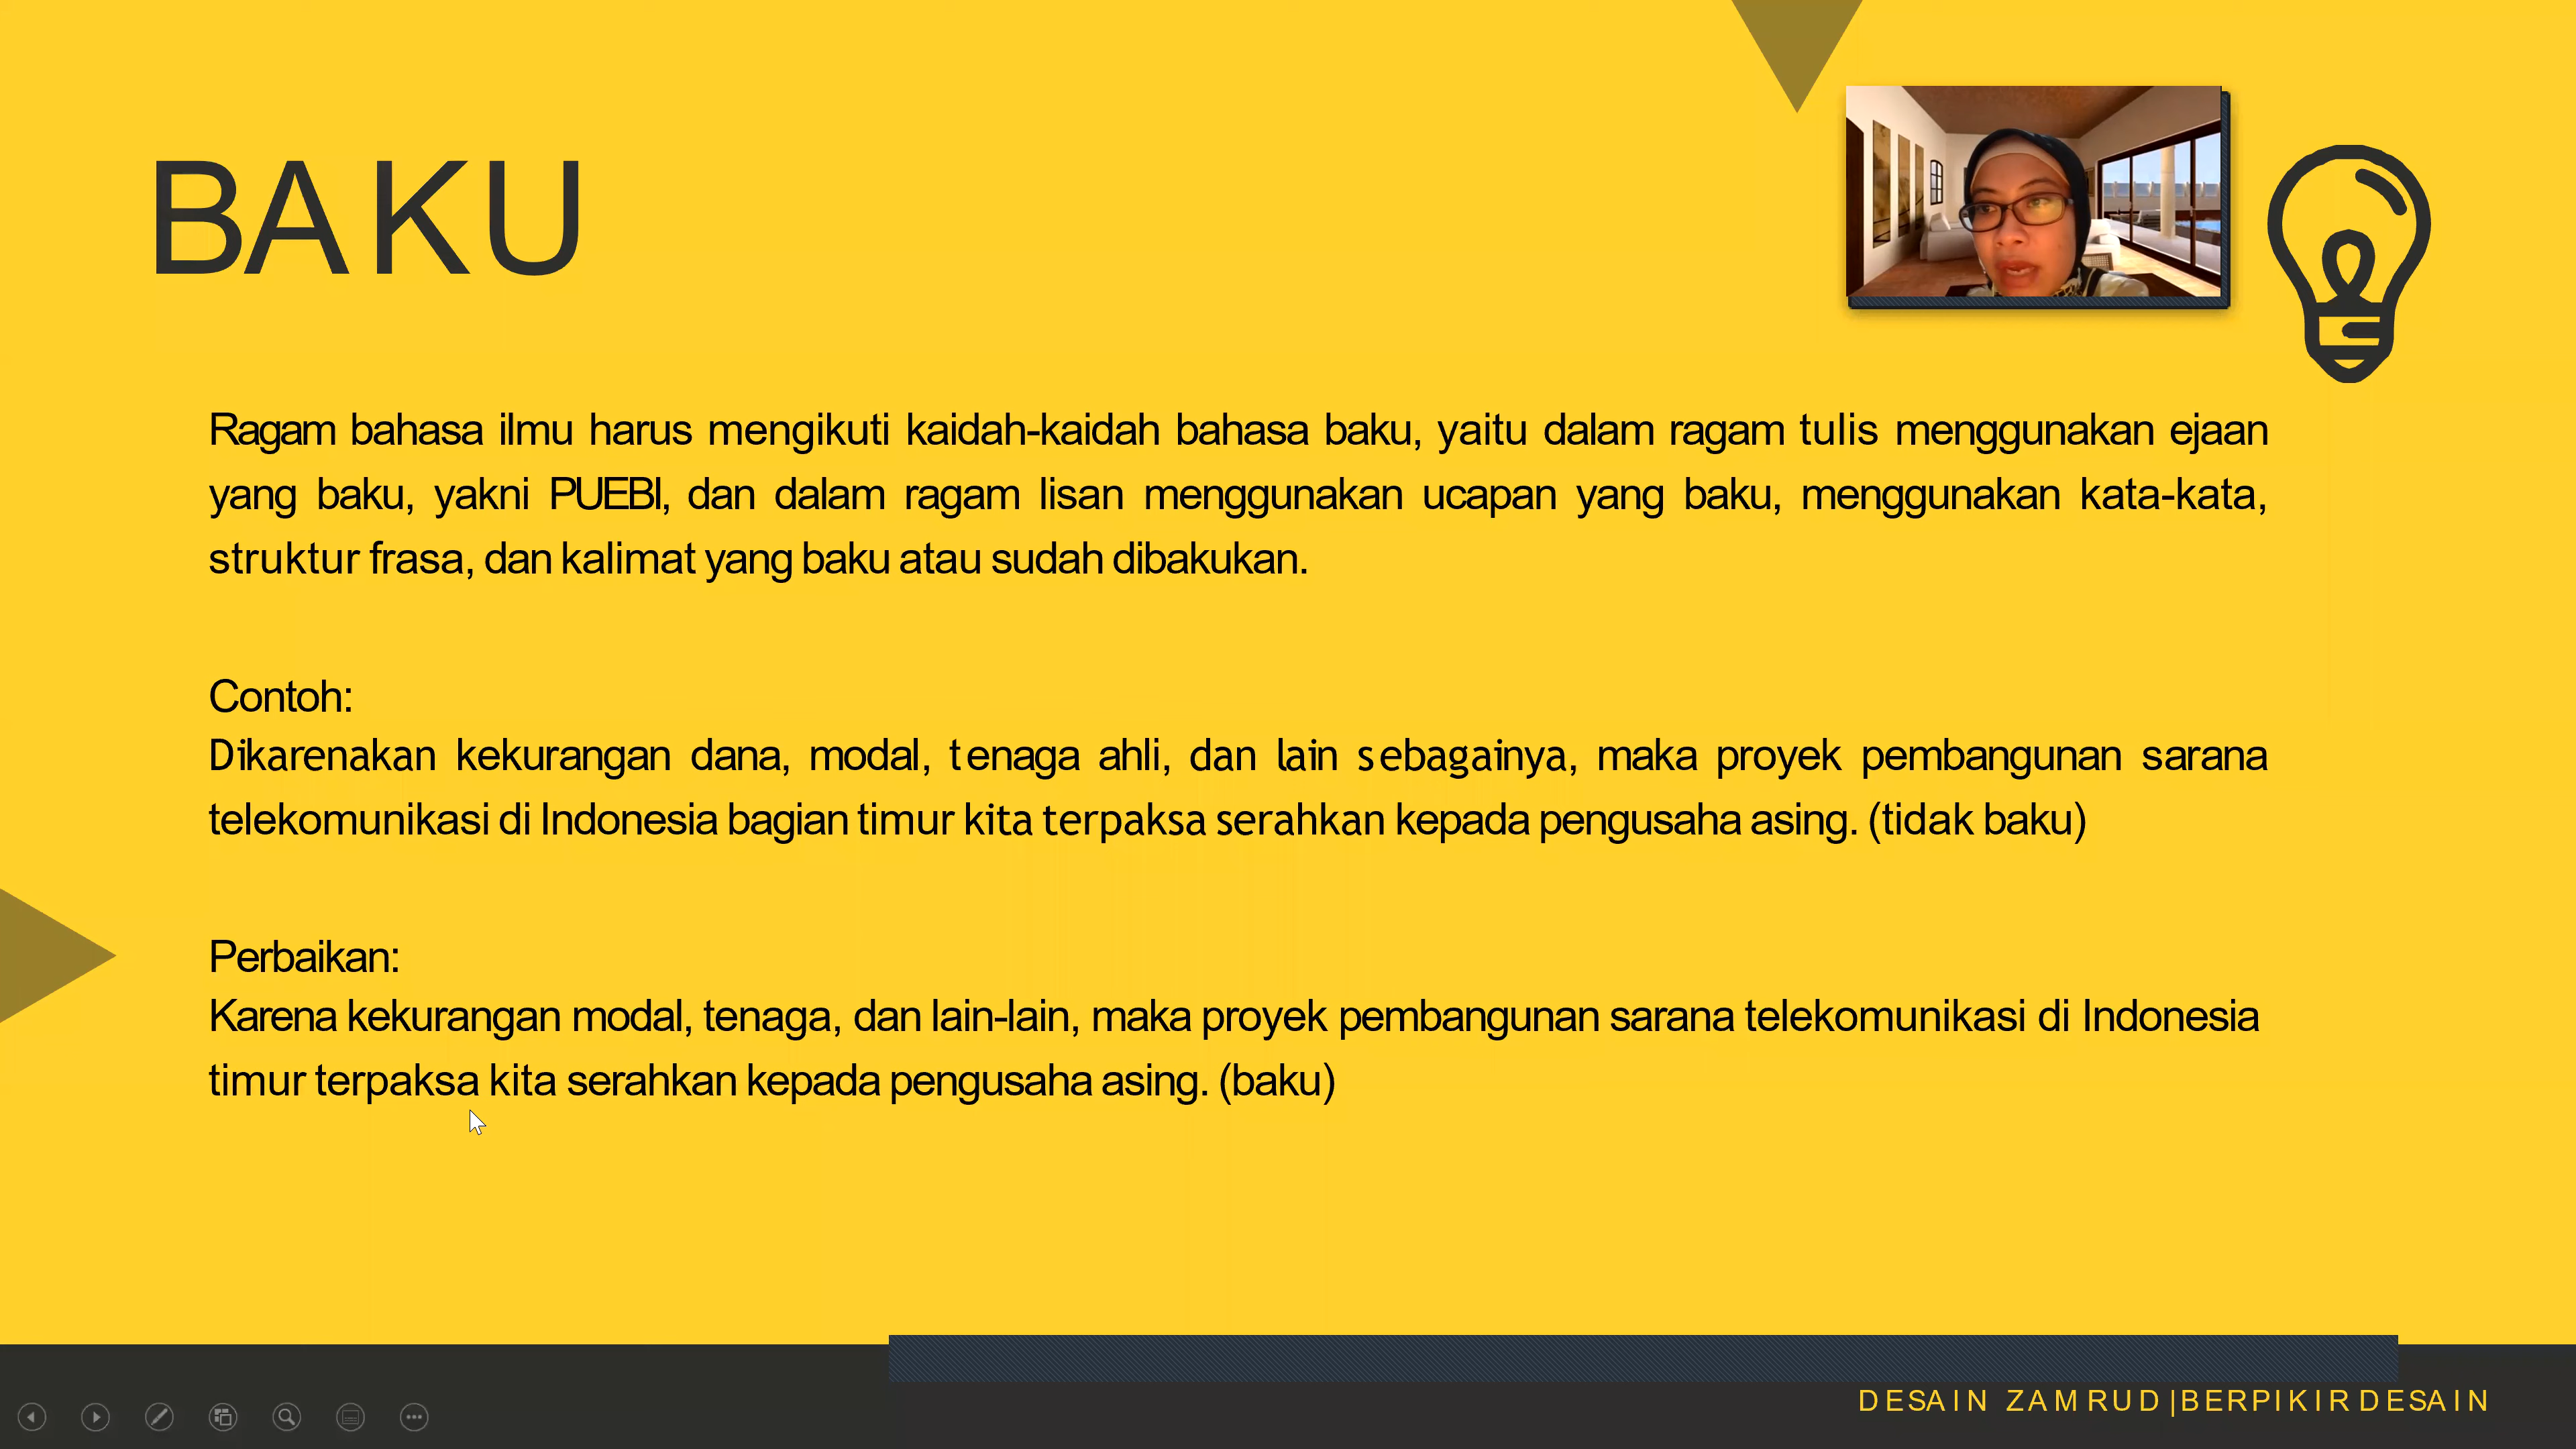 BAKU
Ragam bahasa ilmu harus mengikuti kaidah-kaidah bahasa baku, yaitu dalam ragam tulis menggunakan ejaan
yang baku, yakni PUEBI, dan dalam ragam lisan menggunakan ucapan yang baku, menggunakan kata-kata,
struktur frasa, dan kalimat yang baku atau sudah dibakukan.
Contoh:
Dikarenakan kekurangan dana, modal, tenaga ahli, dan lain sebagainya, maka proyek pembangunan sarana
telekomunikasi di Indonesia bagian timur kita terpaksa serahkan kepada pengusaha asing. (tidak baku)
Perbaikan:
Karena kekurangan modal, tenaga, dan lain-lain, maka proyek pembangunan sarana telekomunikasi di Indonesia
timur terpaksa kita serahkan kepada pengusaha asing. (baku)
DESAIN ZAMRUD|BERPIKIR DESAIN